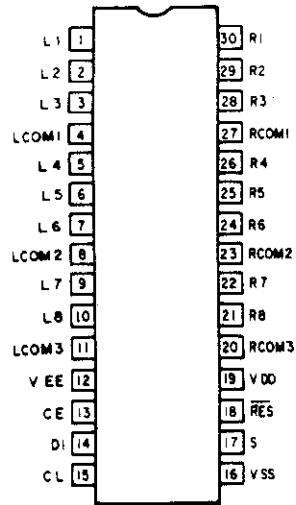 L1 1 30 R1
L2 2 29 R2
L3 3 28 R3
LCOM1 4 27 RCOM1
L4 5 26 R4
L5 6 25 R5
L6 7 24 R6
LCOM2 8 23 RCOM2
L7 9 22 R7
L8 10 21 R8
LCOM3 11 20 RCOM3
VEE 12 19 VDD
CE 13 18 R̅E̅S̅
DI 14 17 S
CL 15 16 VSS